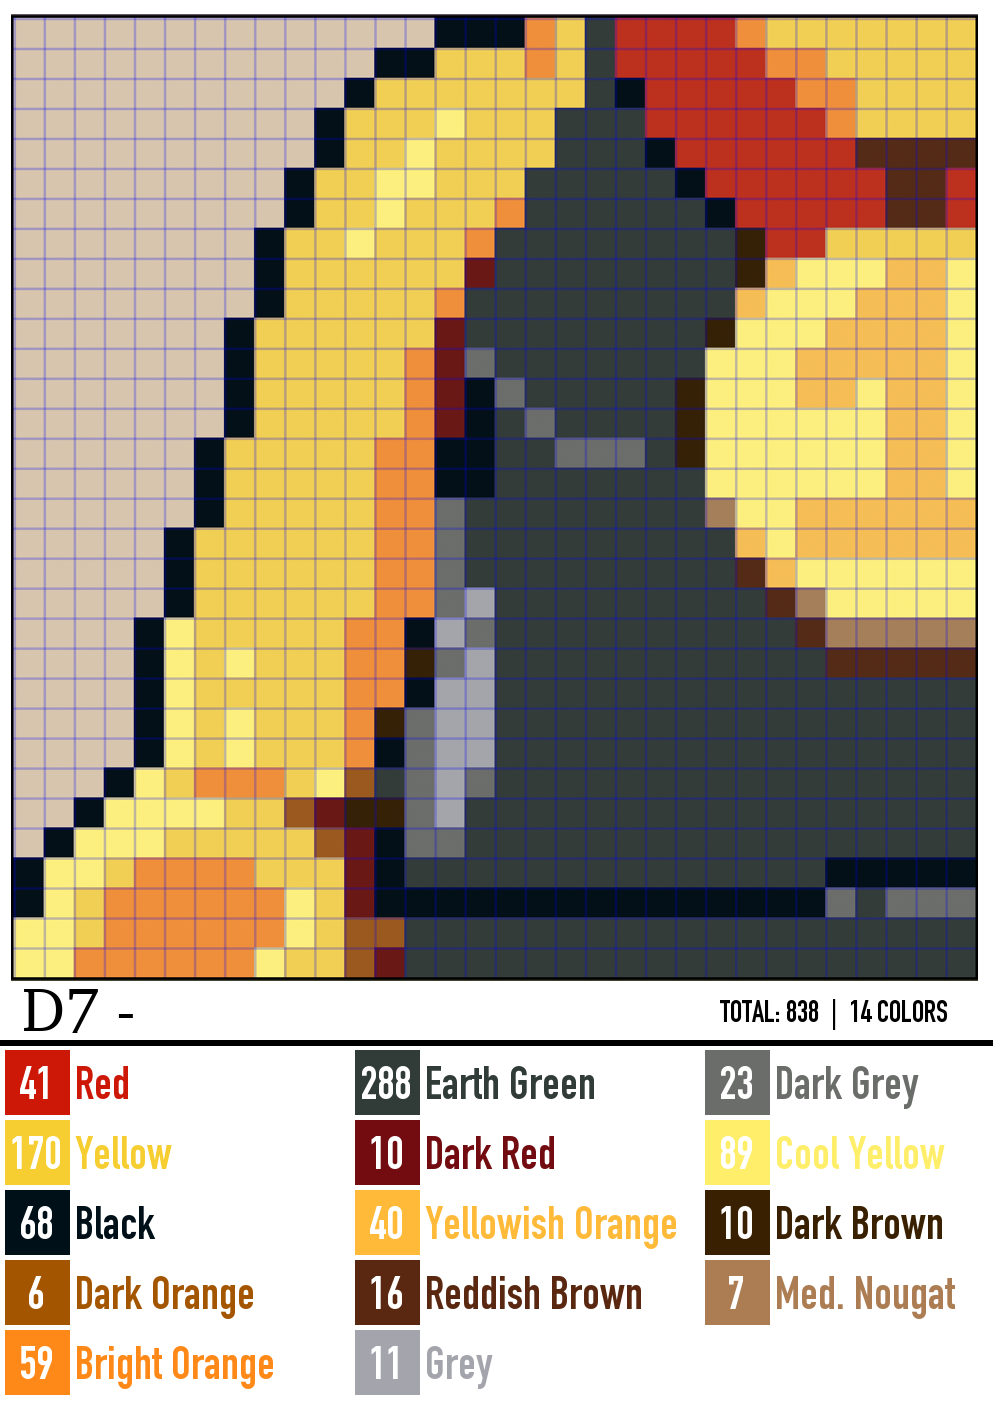 D7 -
TOTAL: 838 | 14 COLORS
41 Red
288 Earth Green
23 Dark Grey
170 Yellow
10 Dark Red
89 Cool Yellow
68 Black
40 Yellowish Orange
10 Dark Brown
6 Dark Orange
16 Reddish Brown
7 Med. Nougat
59 Bright Orange
11 Grey